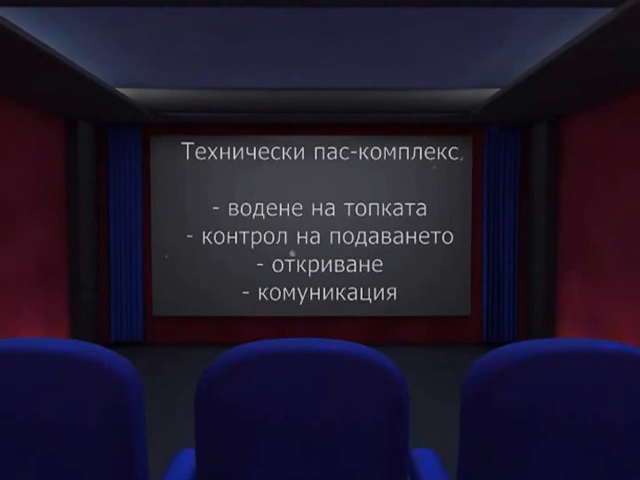 Технически пас-комплекс
- водене на топката
- контрол на подаването
- откриване
- комуникация